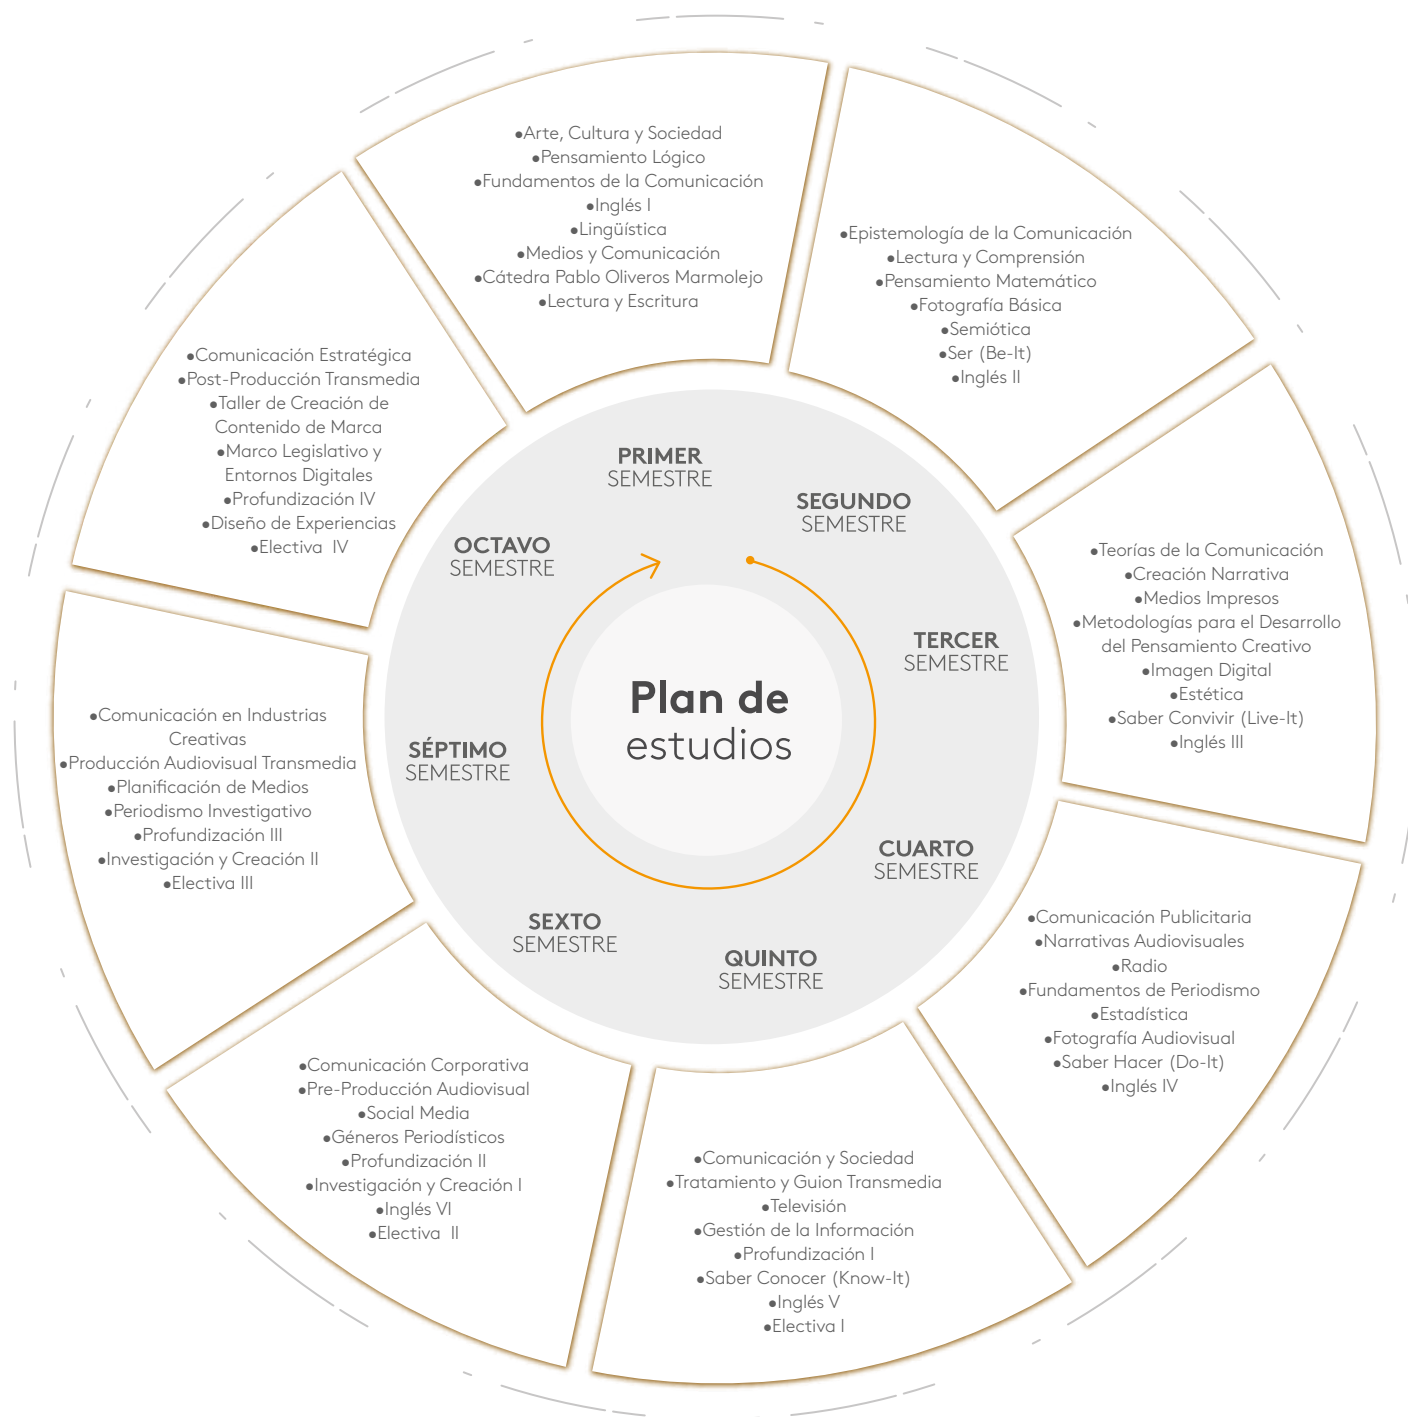 Plan de
estudios
PRIMER
SEMESTRE
●Arte, Cultura y Sociedad
●Pensamiento Lógico
●Fundamentos de la Comunicación
●Inglés I
●Lingüística
●Medios y Comunicación
●Cátedra Pablo Oliveros Marmolejo
●Lectura y Escritura
SEGUNDO
SEMESTRE
●Epistemología de la Comunicación
●Lectura y Comprensión
●Pensamiento Matemático
●Fotografía Básica
●Semiótica
●Ser (Be-It)
●Inglés II
TERCER
SEMESTRE
●Teorías de la Comunicación
●Creación Narrativa
●Medios Impresos
●Metodologías para el Desarrollo
del Pensamiento Creativo
●Imagen Digital
●Estética
●Saber Convivir (Live-It)
●Inglés III
CUARTO
SEMESTRE
●Comunicación Publicitaria
●Narrativas Audiovisuales
●Radio
●Fundamentos de Periodismo
●Estadística
●Fotografía Audiovisual
●Saber Hacer (Do-It)
●Inglés IV
QUINTO
SEMESTRE
●Comunicación y Sociedad
●Tratamiento y Guion Transmedia
●Televisión
●Gestión de la Información
●Profundización I
●Saber Conocer (Know-It)
●Inglés V
●Electiva I
SEXTO
SEMESTRE
●Comunicación Corporativa
●Pre-Producción Audiovisual
●Social Media
●Géneros Periodísticos
●Profundización II
●Investigación y Creación I
●Inglés VI
●Electiva II
SÉPTIMO
SEMESTRE
●Comunicación en Industrias
Creativas
●Producción Audiovisual Transmedia
●Planificación de Medios
●Periodismo Investigativo
●Profundización III
●Investigación y Creación II
●Electiva III
OCTAVO
SEMESTRE
●Comunicación Estratégica
●Post-Producción Transmedia
●Taller de Creación de
Contenido de Marca
●Marco Legislativo y
Entornos Digitales
●Profundización IV
●Diseño de Experiencias
●Electiva IV